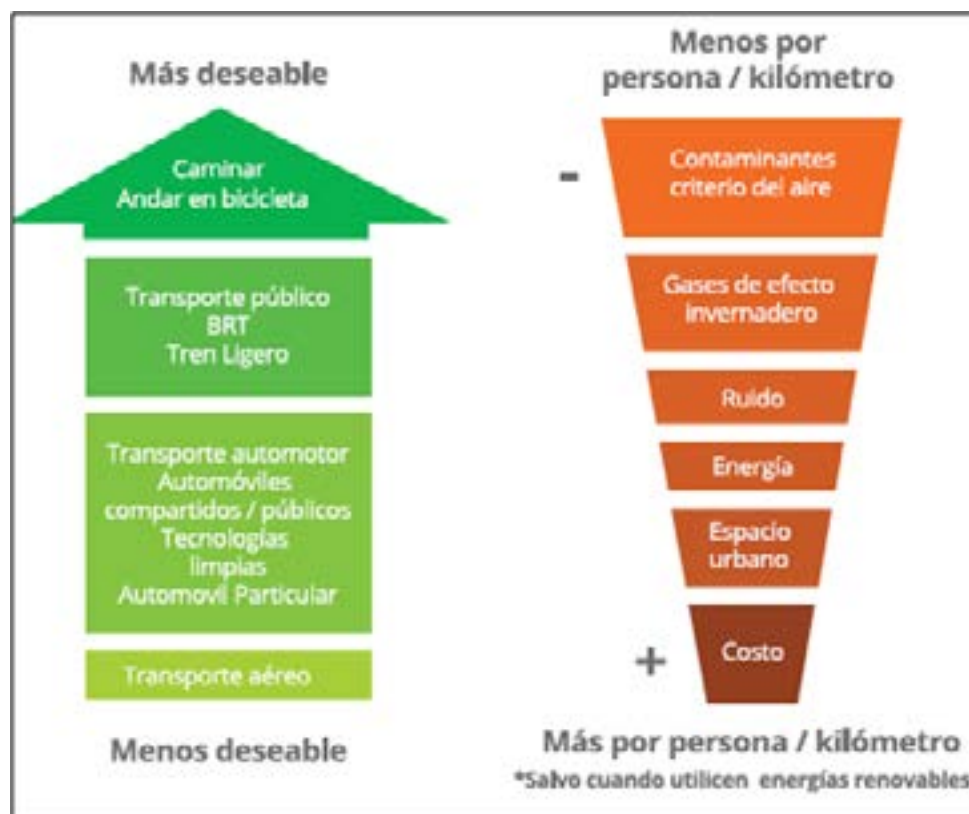 Más deseable
Caminar
Andar en bicicleta
Transporte público
BRT
Tren Ligero
Transporte automotor
Automóviles
compartidos / públicos
Tecnologías
limpias
Automovil Particular
Transporte aéreo
Menos deseable
Menos por
persona / kilómetro
-
Contaminantes
criterio del aire
Gases de efecto
invernadero
Ruido
Energía
Espacio
urbano
+
Costo
Más por persona / kilómetro
*Salvo cuando utilicen energías renovables